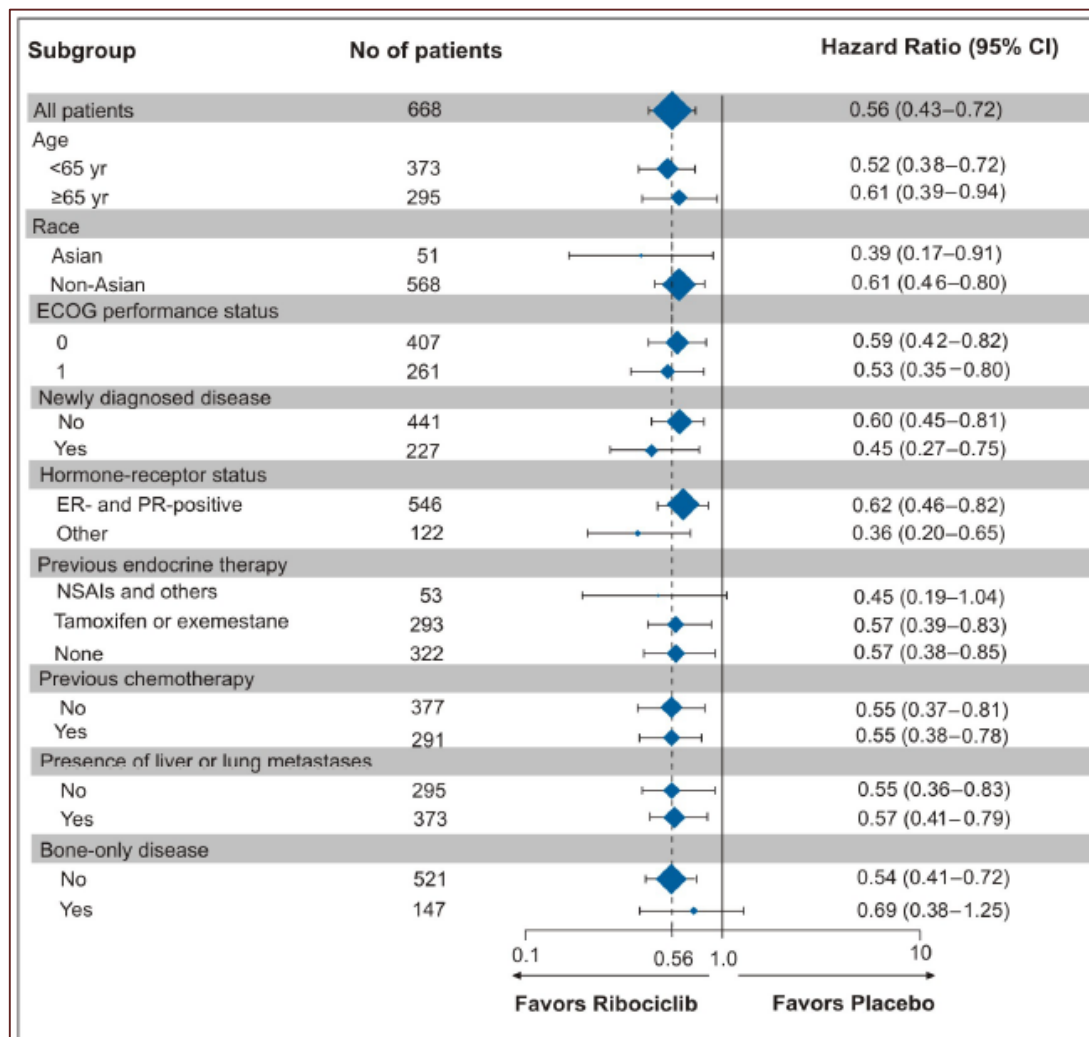 Subgroup No of patients Hazard Ratio (95% CI)
All patients 668 0.56 (0.43–0.72)
Age
<65 yr 373 0.52 (0.38–0.72)
≥65 yr 295 0.61 (0.39–0.94)
Race
Asian 51 0.39 (0.17–0.91)
Non-Asian 568 0.61 (0.46–0.80)
ECOG performance status
0 407 0.59 (0.42–0.82)
1 261 0.53 (0.35–0.80)
Newly diagnosed disease
No 441 0.60 (0.45–0.81)
Yes 227 0.45 (0.27–0.75)
Hormone-receptor status
ER- and PR-positive 546 0.62 (0.46–0.82)
Other 122 0.36 (0.20–0.65)
Previous endocrine therapy
NSAIs and others 53 0.45 (0.19–1.04)
Tamoxifen or exemestane 293 0.57 (0.39–0.83)
None 322 0.57 (0.38–0.85)
Previous chemotherapy
No 377 0.55 (0.37–0.81)
Yes 291 0.55 (0.38–0.78)
Presence of liver or lung metastases
No 295 0.55 (0.36–0.83)
Yes 373 0.57 (0.41–0.79)
Bone-only disease
No 521 0.54 (0.41–0.72)
Yes 147 0.69 (0.38–1.25)
0.1 0.56 1.0 10
Favors Ribociclib Favors Placebo